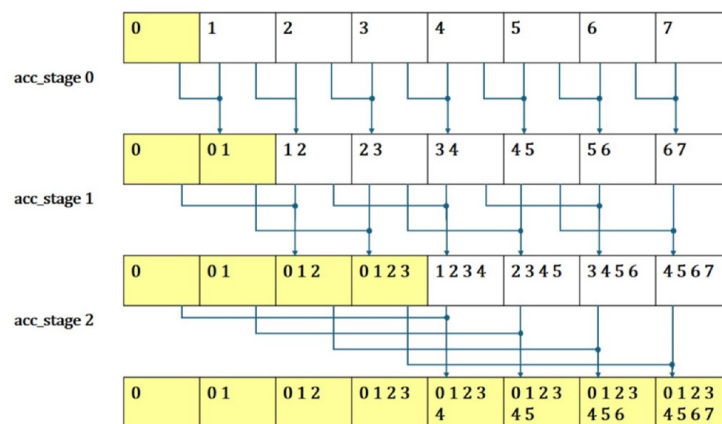 0 1 2 3 4 5 6 7
acc_stage 0
0 0 1 1 2 2 3 3 4 4 5 5 6 6 7
acc_stage 1
0 0 1 0 1 2 0 1 2 3 1 2 3 4 2 3 4 5 3 4 5 6 4 5 6 7
acc_stage 2
0 0 1 0 1 2 0 1 2 3 0 1 2 3 0 1 2 3 0 1 2 3 0 1 2 3
4 4 5 4 5 6 4 5 6 7